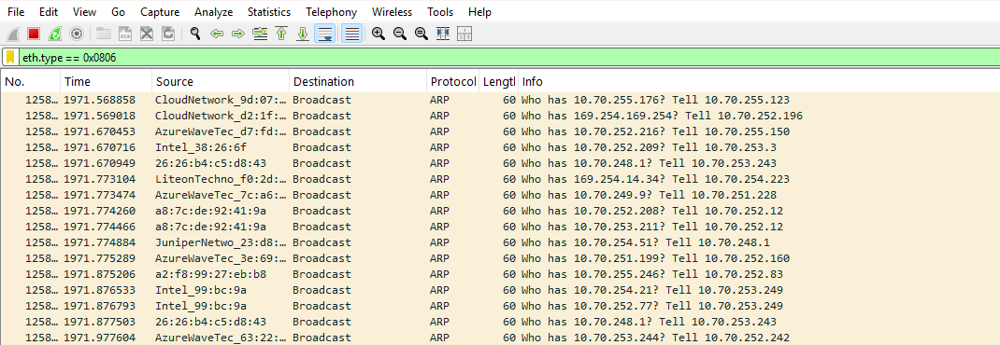 File Edit View Go Capture Analyze Statistics Telephony Wireless Tools Help
eth.type == 0x0806
No. Time Source Destination Protocol Lengtl Info
1258… 1971.568858 CloudNetwork_9d:07:… Broadcast ARP 60 Who has 10.70.255.176? Tell 10.70.255.123
1258… 1971.569018 CloudNetwork_d2:1f:… Broadcast ARP 60 Who has 169.254.169.254? Tell 10.70.252.196
1258… 1971.670453 AzureWaveTec_d7:fd:… Broadcast ARP 60 Who has 10.70.252.216? Tell 10.70.255.150
1258… 1971.670716 Intel_38:26:6f Broadcast ARP 60 Who has 10.70.252.209? Tell 10.70.253.3
1258… 1971.670949 26:26:b4:c5:d8:43 Broadcast ARP 60 Who has 10.70.248.1? Tell 10.70.253.243
1258… 1971.773104 LiteonTechno_f0:2d:… Broadcast ARP 60 Who has 169.254.14.34? Tell 10.70.254.223
1258… 1971.773474 AzureWaveTec_7c:a6:… Broadcast ARP 60 Who has 10.70.249.9? Tell 10.70.251.228
1258… 1971.774260 a8:7c:de:92:41:9a Broadcast ARP 60 Who has 10.70.252.208? Tell 10.70.252.12
1258… 1971.774466 a8:7c:de:92:41:9a Broadcast ARP 60 Who has 10.70.253.211? Tell 10.70.252.12
1258… 1971.774884 JuniperNetwo_23:d8:… Broadcast ARP 60 Who has 10.70.254.51? Tell 10.70.248.1
1258… 1971.775289 AzureWaveTec_3e:69:… Broadcast ARP 60 Who has 10.70.251.199? Tell 10.70.252.160
1258… 1971.875206 a2:f8:99:27:eb:b8 Broadcast ARP 60 Who has 10.70.255.246? Tell 10.70.252.83
1258… 1971.876533 Intel_99:bc:9a Broadcast ARP 60 Who has 10.70.254.21? Tell 10.70.253.249
1258… 1971.876793 Intel_99:bc:9a Broadcast ARP 60 Who has 10.70.252.77? Tell 10.70.253.249
1258… 1971.877503 26:26:b4:c5:d8:43 Broadcast ARP 60 Who has 10.70.248.1? Tell 10.70.253.243
1258… 1971.977604 AzureWaveTec_63:22:… Broadcast ARP 60 Who has 10.70.253.244? Tell 10.70.252.242